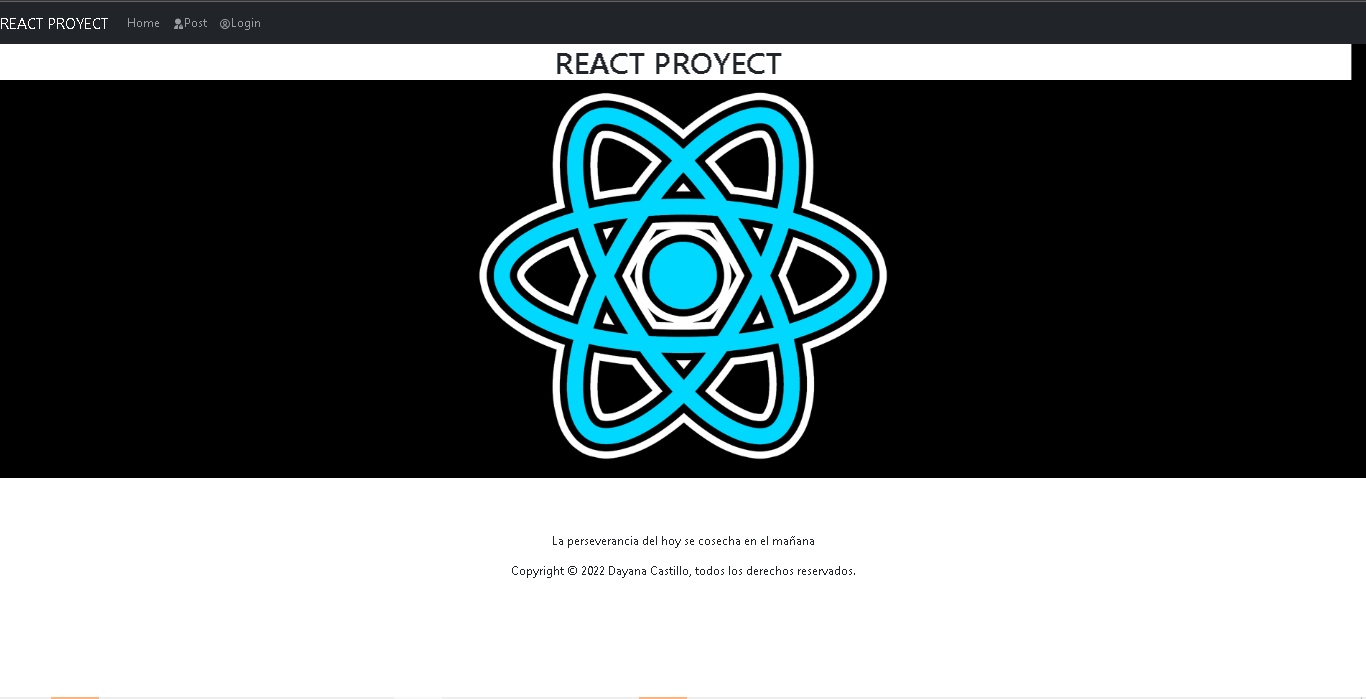 REACT PROYECT Home Post Login
REACT PROYECT
La perseverancia del hoy se cosecha en el mañana
Copyright © 2022 Dayana Castillo, todos los derechos reservados.